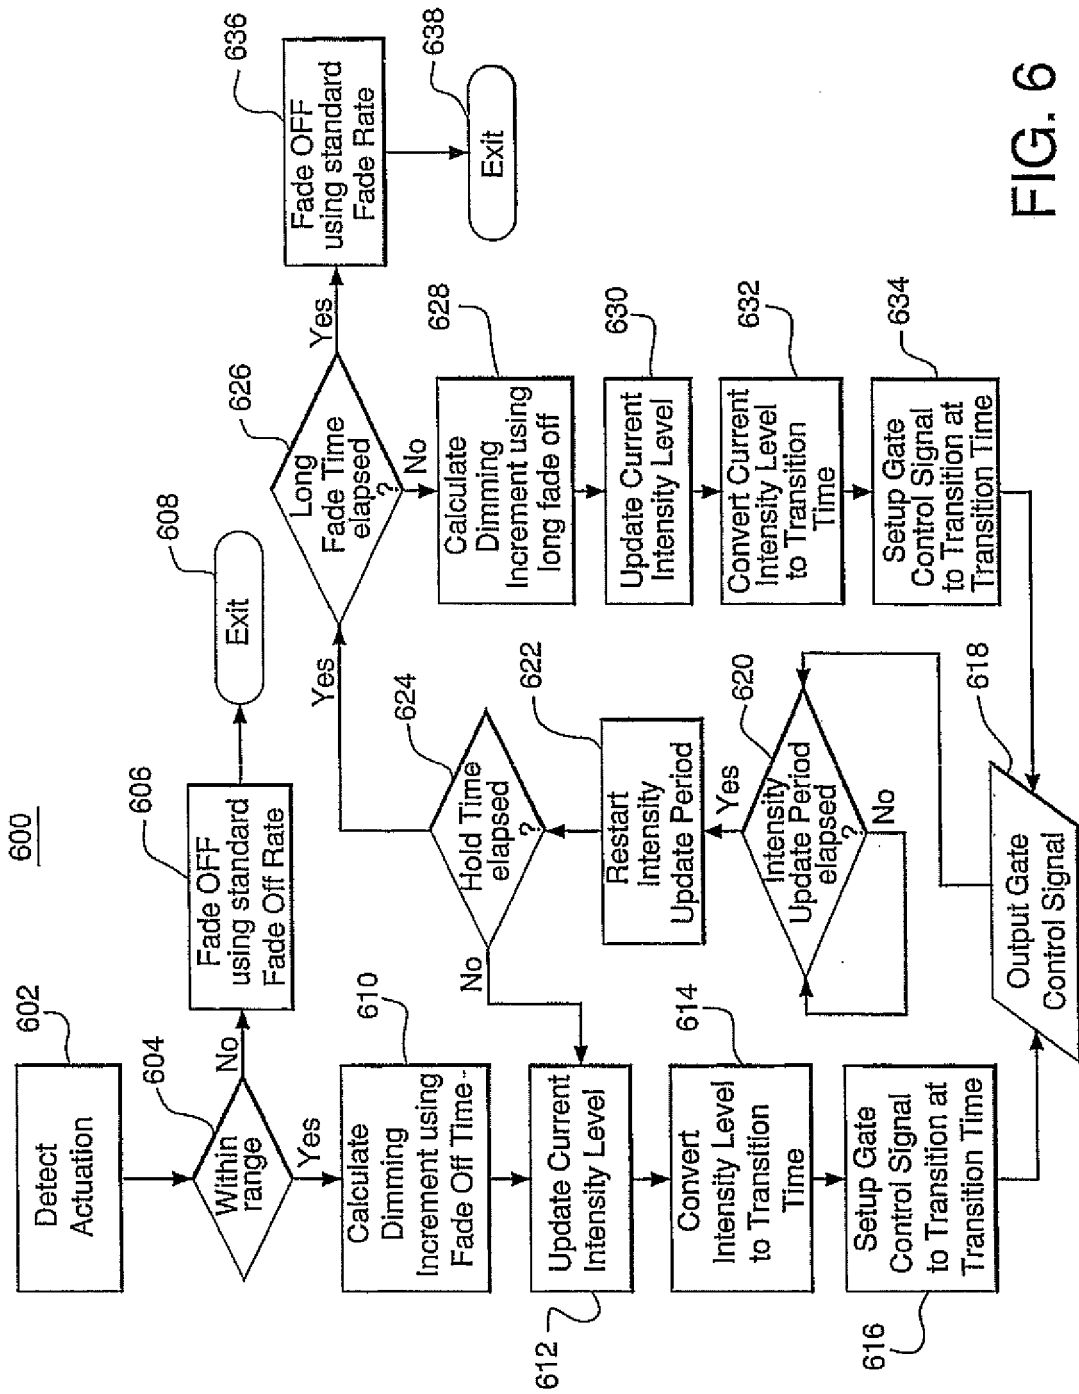 600
602
Detect
Actuation
604
Within
range
No
Yes
606
Fade OFF
using standard
Fade Off Rate
608
Exit
610
Calculate
Dimming
Increment using
Fade Off Time
612
Update Current
Intensity Level
614
Convert
Intensity Level
to Transition
Time
616
Setup Gate
Control Signal
to Transition at
Transition Time
618
Output Gate
Control Signal
620
Intensity
Update Period
elapsed
?
No
Yes
622
Restart
Intensity
Update Period
624
Hold Time
elapsed
?
No
Yes
626
Long
Fade Time
elapsed
?
Yes
No
628
Calculate
Dimming
Increment using
long fade off
630
Update Current
Intensity Level
632
Convert Current
Intensity Level
to Transition
Time
634
Setup Gate
Control Signal
to Transition at
Transition Time
636
Fade OFF
using standard
Fade Rate
638
Exit
FIG. 6